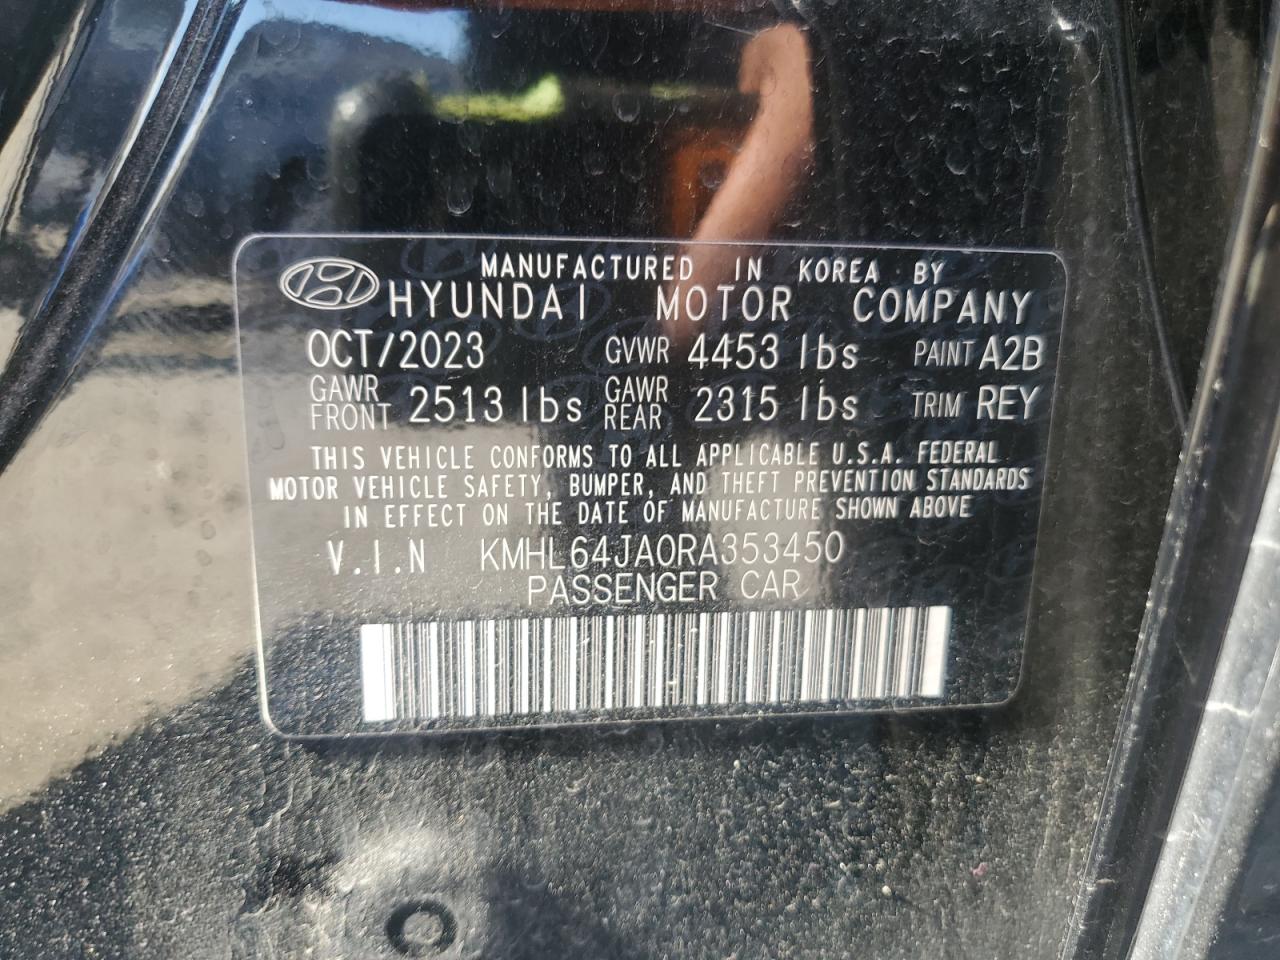 MANUFACTURED IN KOREA BY
HYUNDAI MOTOR COMPANY
OCT/2023 GVWR 4453 lbs PAINT A2B
GAWR FRONT 2513 lbs GAWR REAR 2315 lbs TRIM REY
THIS VEHICLE CONFORMS TO ALL APPLICABLE U.S.A. FEDERAL
MOTOR VEHICLE SAFETY, BUMPER, AND THEFT PREVENTION STANDARDS
IN EFFECT ON THE DATE OF MANUFACTURE SHOWN ABOVE
V.I.N KMHL64JA0RA353450
PASSENGER CAR